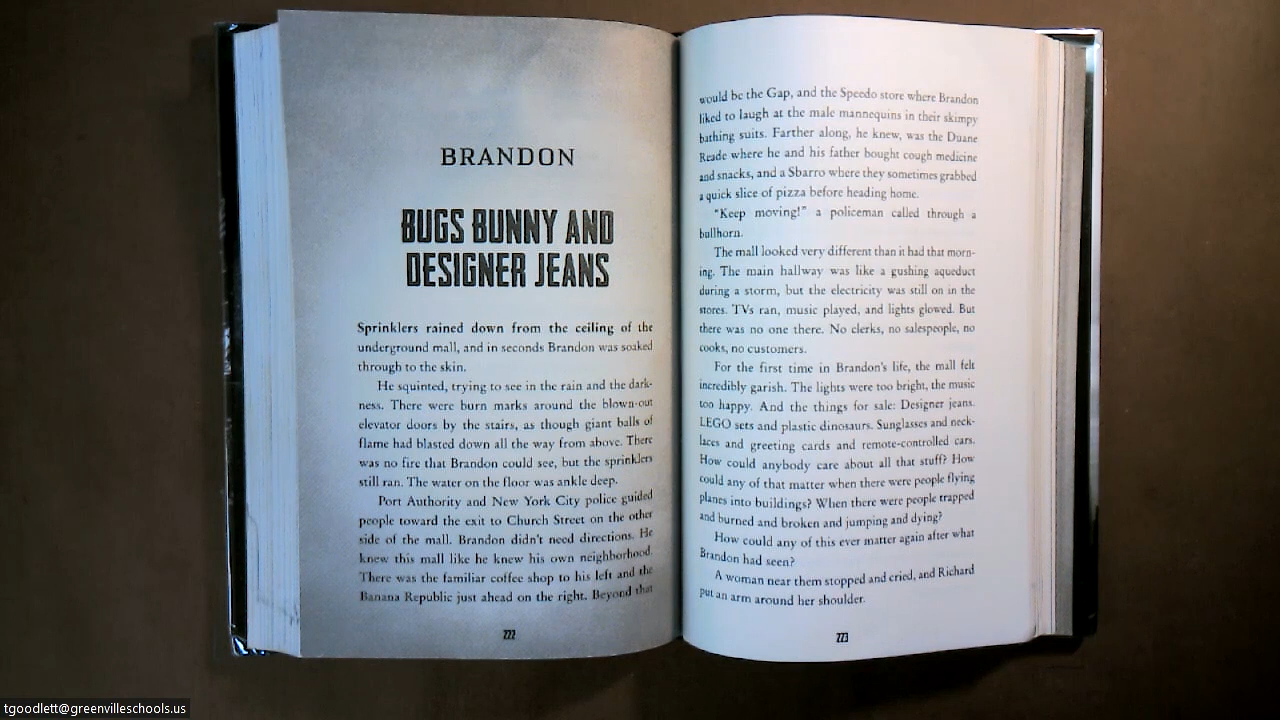 BRANDON
BUGS BUNNY AND
DESIGNER JEANS
Sprinklers rained down from the ceiling of the
underground mall, and in seconds Brandon was soaked
through to the skin.
He squinted, trying to see in the rain and the dark-
ness. There were burn marks around the blown-out
elevator doors by the stairs, as though giant balls of
flame had blasted down all the way from above. There
was no fire that Brandon could see, but the sprinklers
still ran. The water on the floor was ankle deep.
Port Authority and New York City police guided
people toward the exit to Church Street on the other
side of the mall. Brandon didn't need directions. He
knew this mall like he knew his own neighborhood.
There was the familiar coffee shop to his left and the
Banana Republic just ahead on the right. Beyond that
222
would be the Gap, and the Speedo store where Brandon
liked to laugh at the male mannequins in their skimpy
bathing suits. Farther along, he knew, was the Duane
Reade where he and his father bought cough medicine
and snacks, and a Sbarro where they sometimes grabbed
a quick slice of pizza before heading home.
"Keep moving!" a policeman called through a
bullhorn.
The mall looked very different than it had that morn-
ing. The main hallway was like a gushing aqueduct
during a storm, but the electricity was still on in the
stores. TVs ran, music played, and lights glowed. But
there was no one there. No clerks, no salespeople, no
cooks, no customers.
For the first time in Brandon's life, the mall felt
incredibly garish. The lights were too bright, the music
too happy. And the things for sale: Designer jeans.
LEGO sets and plastic dinosaurs. Sunglasses and neck-
laces and greeting cards and remote-controlled cars.
How could anybody care about all that stuff? How
could any of that matter when there were people flying
planes into buildings? When there were people trapped
and burned and broken and jumping and dying?
How could any of this ever matter again after what
Brandon had seen?
A woman near them stopped and cried, and Richard
put an arm around her shoulder.
223
tgoodlett@greenvilleschools.us